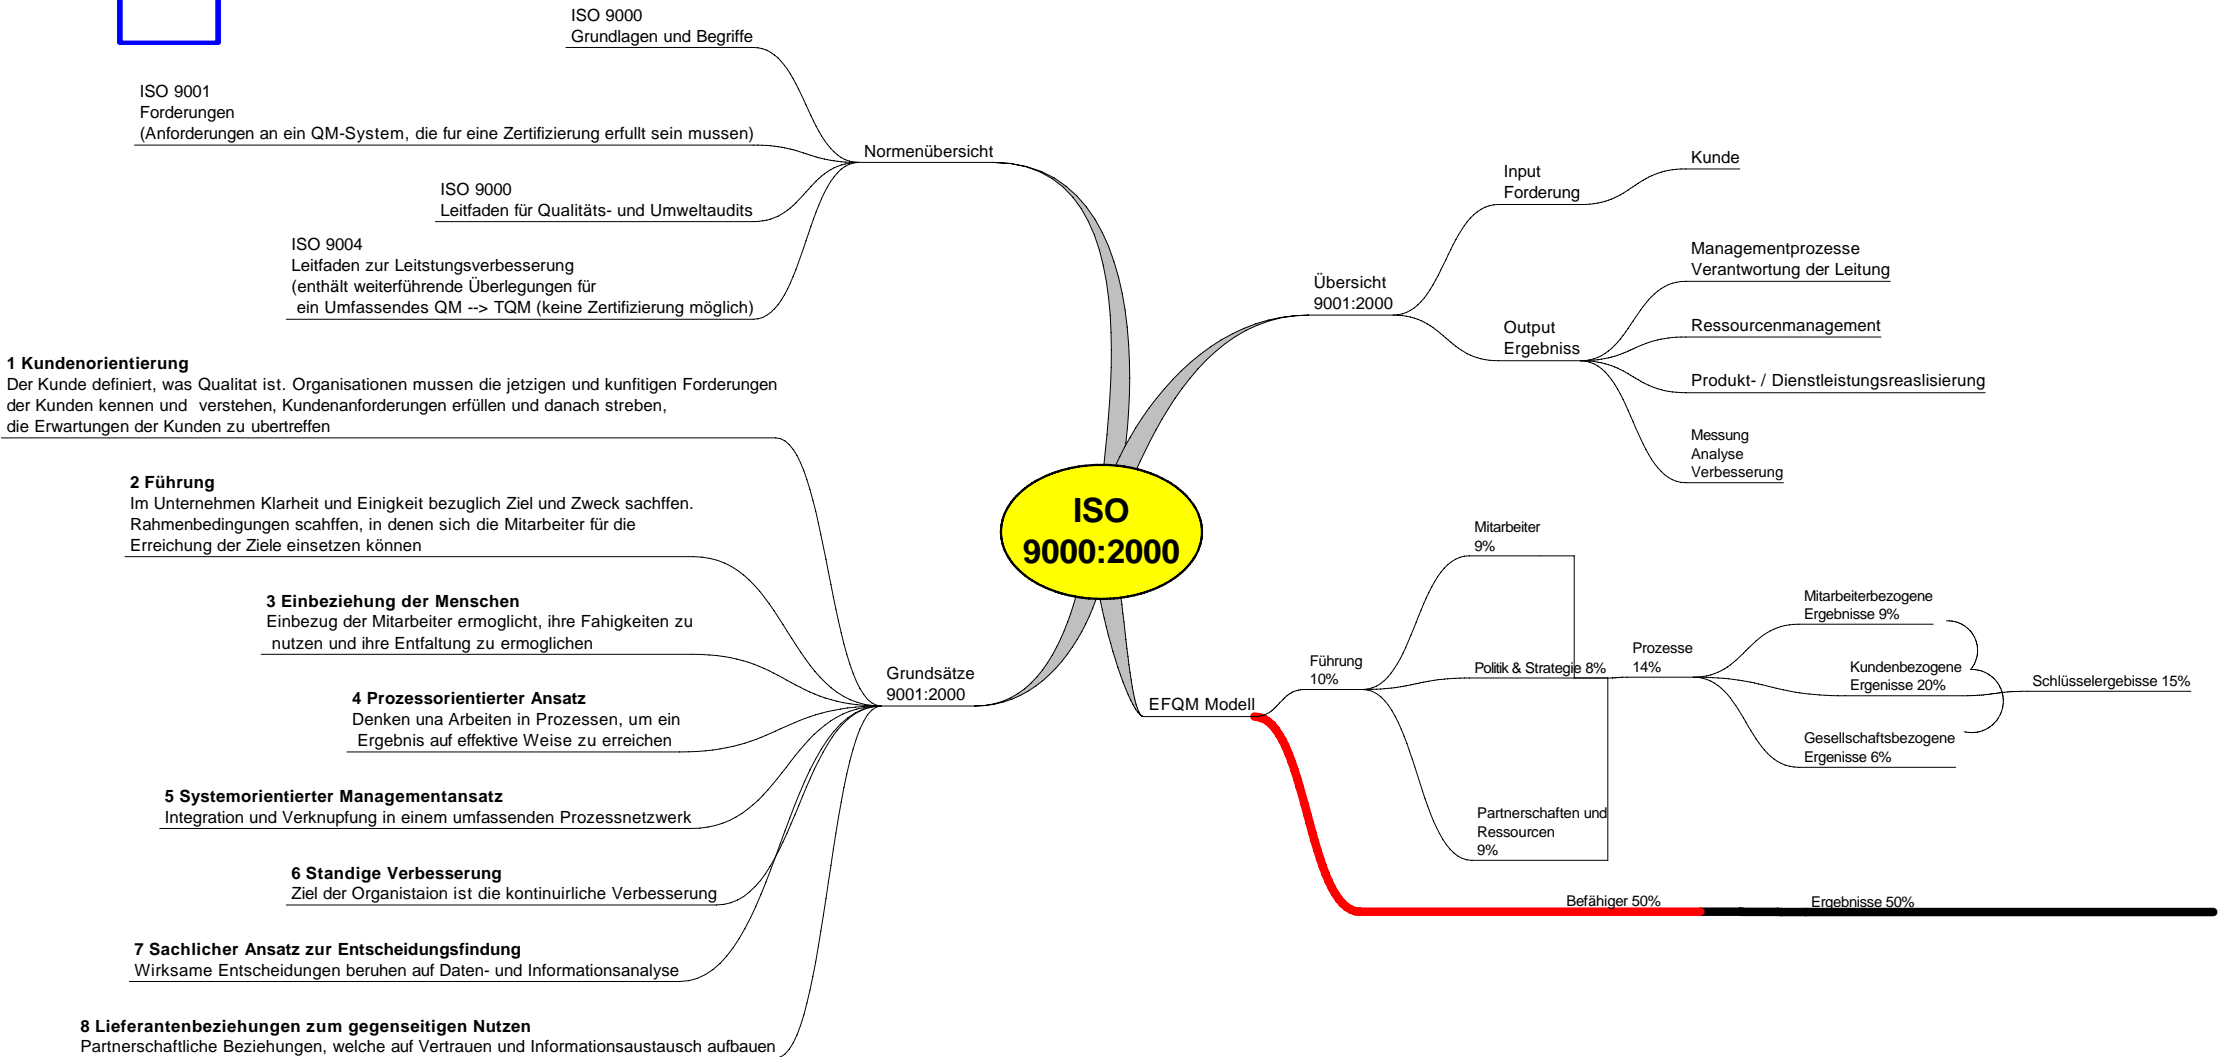 ISO 9000
Grundlagen und Begriffe
ISO 9001
Forderungen
(Anforderungen an ein QM-System, die fur eine Zertifizierung erfullt sein mussen)
Normenübersicht
ISO 9000
Leitfaden für Qualitäts- und Umweltaudits
ISO 9004
Leitfaden zur Leitstungsverbesserung
(enthält weiterführende Überlegungen für
ein Umfassendes QM --> TQM (keine Zertifizierung möglich)
1 Kundenorientierung
Der Kunde definiert, was Qualitat ist. Organisationen mussen die jetzigen und kunfitigen Forderungen
der Kunden kennen und verstehen, Kundenanforderungen erfüllen und danach streben,
die Erwartungen der Kunden zu ubertreffen
2 Führung
Im Unternehmen Klarheit und Einigkeit bezuglich Ziel und Zweck sachffen.
Rahmenbedingungen scahffen, in denen sich die Mitarbeiter für die
Erreichung der Ziele einsetzen können
3 Einbeziehung der Menschen
Einbezug der Mitarbeiter ermoglicht, ihre Fahigkeiten zu
nutzen und ihre Entfaltung zu ermoglichen
Grundsätze
9001:2000
4 Prozessorientierter Ansatz
Denken una Arbeiten in Prozessen, um ein
Ergebnis auf effektive Weise zu erreichen
5 Systemorientierter Managementansatz
Integration und Verknupfung in einem umfassenden Prozessnetzwerk
6 Standige Verbesserung
Ziel der Organistaion ist die kontinuirliche Verbesserung
7 Sachlicher Ansatz zur Entscheidungsfindung
Wirksame Entscheidungen beruhen auf Daten- und Informationsanalyse
8 Lieferantenbeziehungen zum gegenseitigen Nutzen
Partnerschaftliche Beziehungen, welche auf Vertrauen und Informationsaustausch aufbauen
ISO
9000:2000
Übersicht
9001:2000
Input
Forderung
Kunde
Output
Ergebniss
Managementprozesse
Verantwortung der Leitung
Ressourcenmanagement
Produkt- / Dienstleistungsreaslisierung
Messung
Analyse
Verbesserung
EFQM Modell
Führung
10%
Mitarbeiter
9%
Politik & Strategie 8%
Partnerschaften und
Ressourcen
9%
Prozesse
14%
Mitarbeiterbezogene
Ergebnisse 9%
Kundenbezogene
Ergenisse 20%
Gesellschaftsbezogene
Ergenisse 6%
Schlüsselergebisse 15%
Befähiger 50%
Ergebnisse 50%